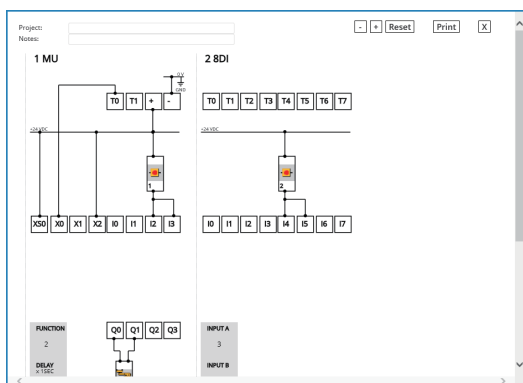 Project:
- + Reset Print X
Notes:
1 MU
2 8DI
0 V
GND
T0 T1 + -
T0 T1 T2 T3 T4 T5 T6 T7
+24 VDC
+24 VDC
1
2
XS0 X0 X1 X2 I0 I1 I2 I3
I0 I1 I2 I3 I4 I5 I6 I7
FUNCTION
2
DELAY
x 1SEC
Q0 Q1 Q2 Q3
INPUT A
3
INPUT B